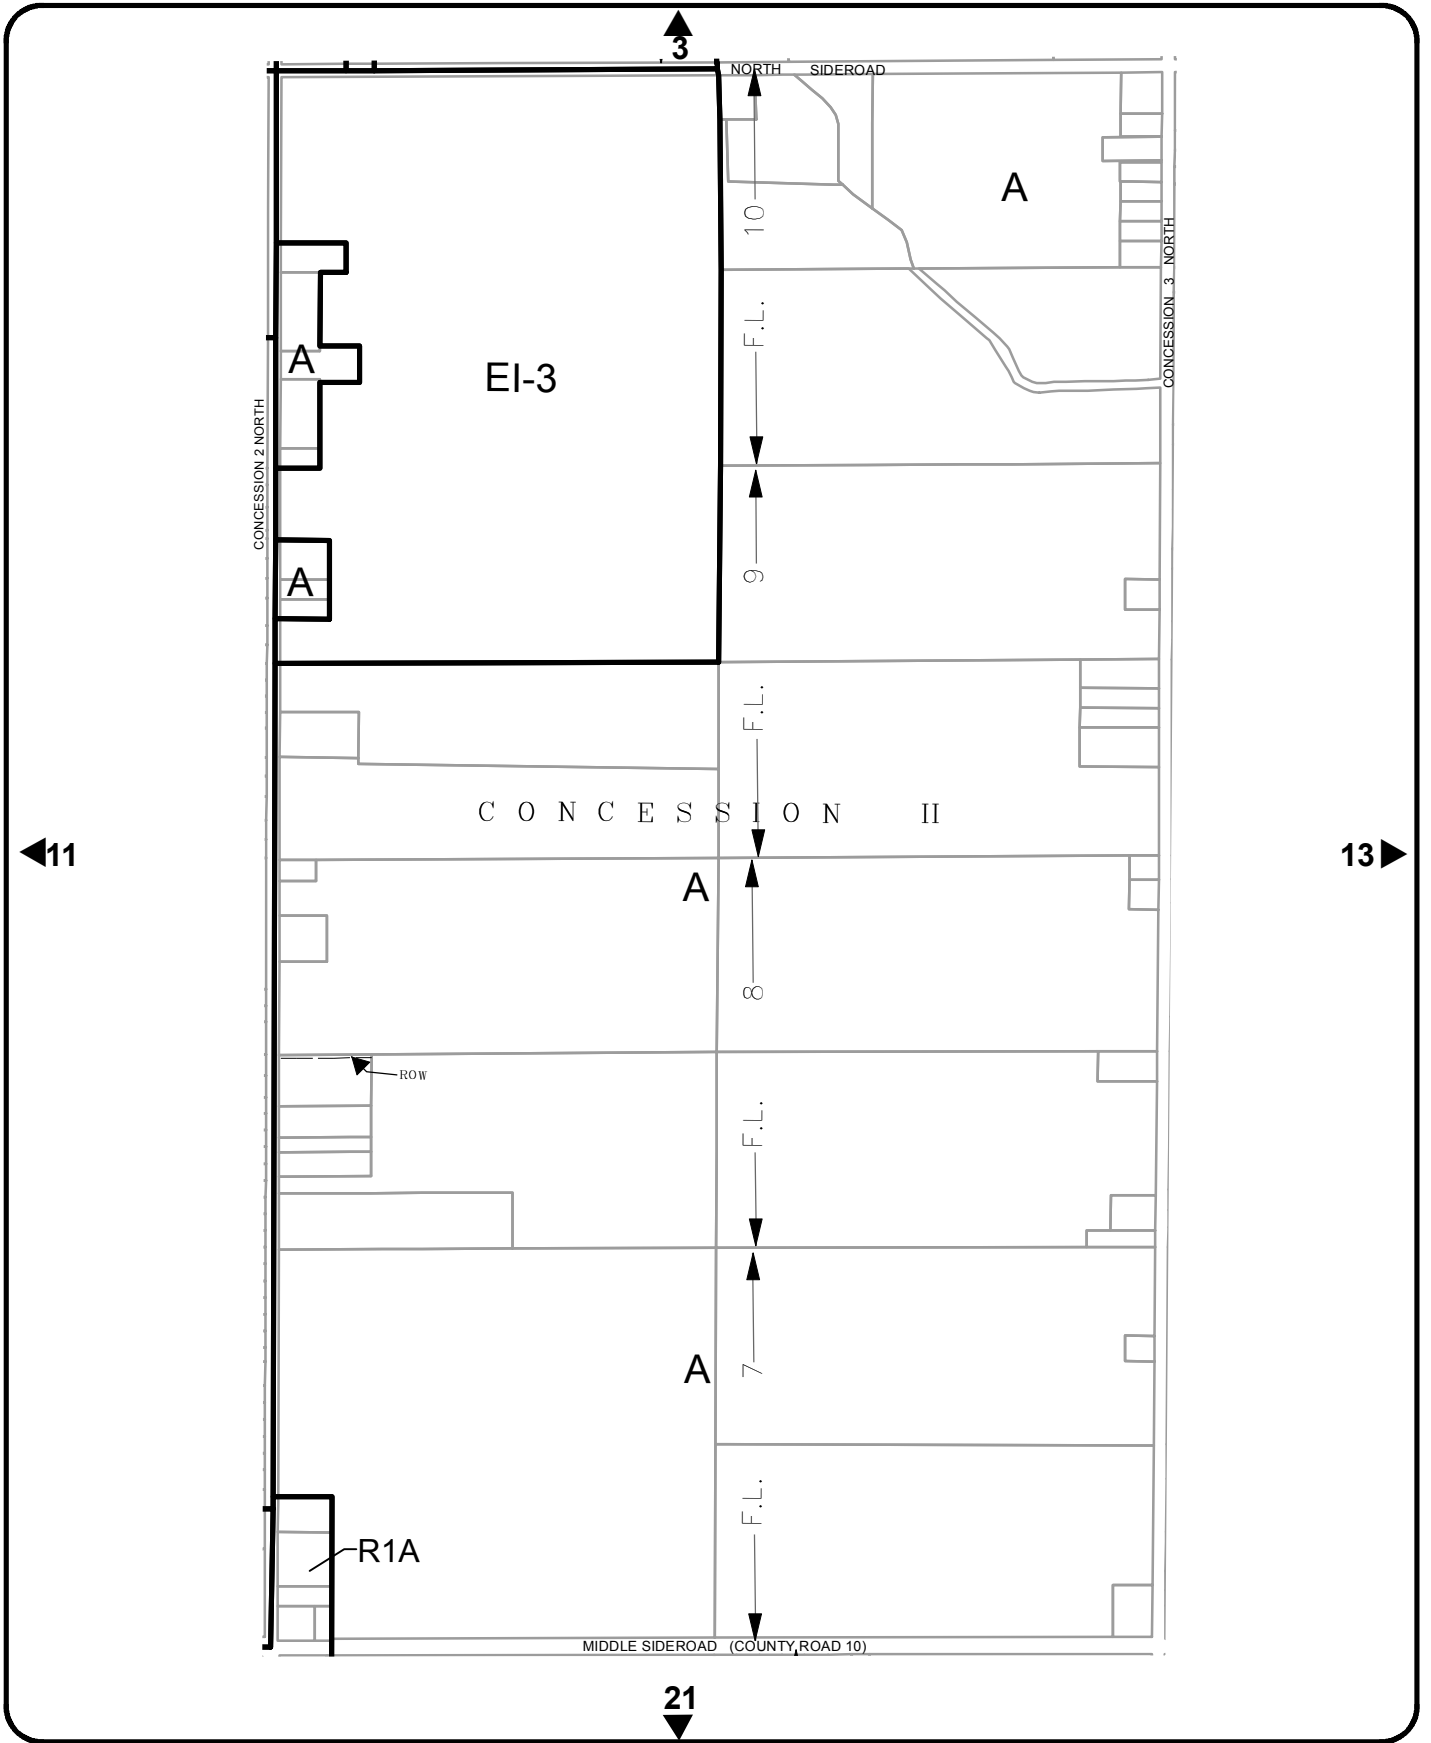 3
NORTH SIDEROAD
10
A
CONCESSION 3 NORTH
F.L.
A
EI-3
CONCESSION 2 NORTH
9
A
F.L.
CONCESSION II
11
13
A
8
ROW
F.L.
A
7
F.L.
R1A
MIDDLE SIDEROAD (COUNTY ROAD 10)
21